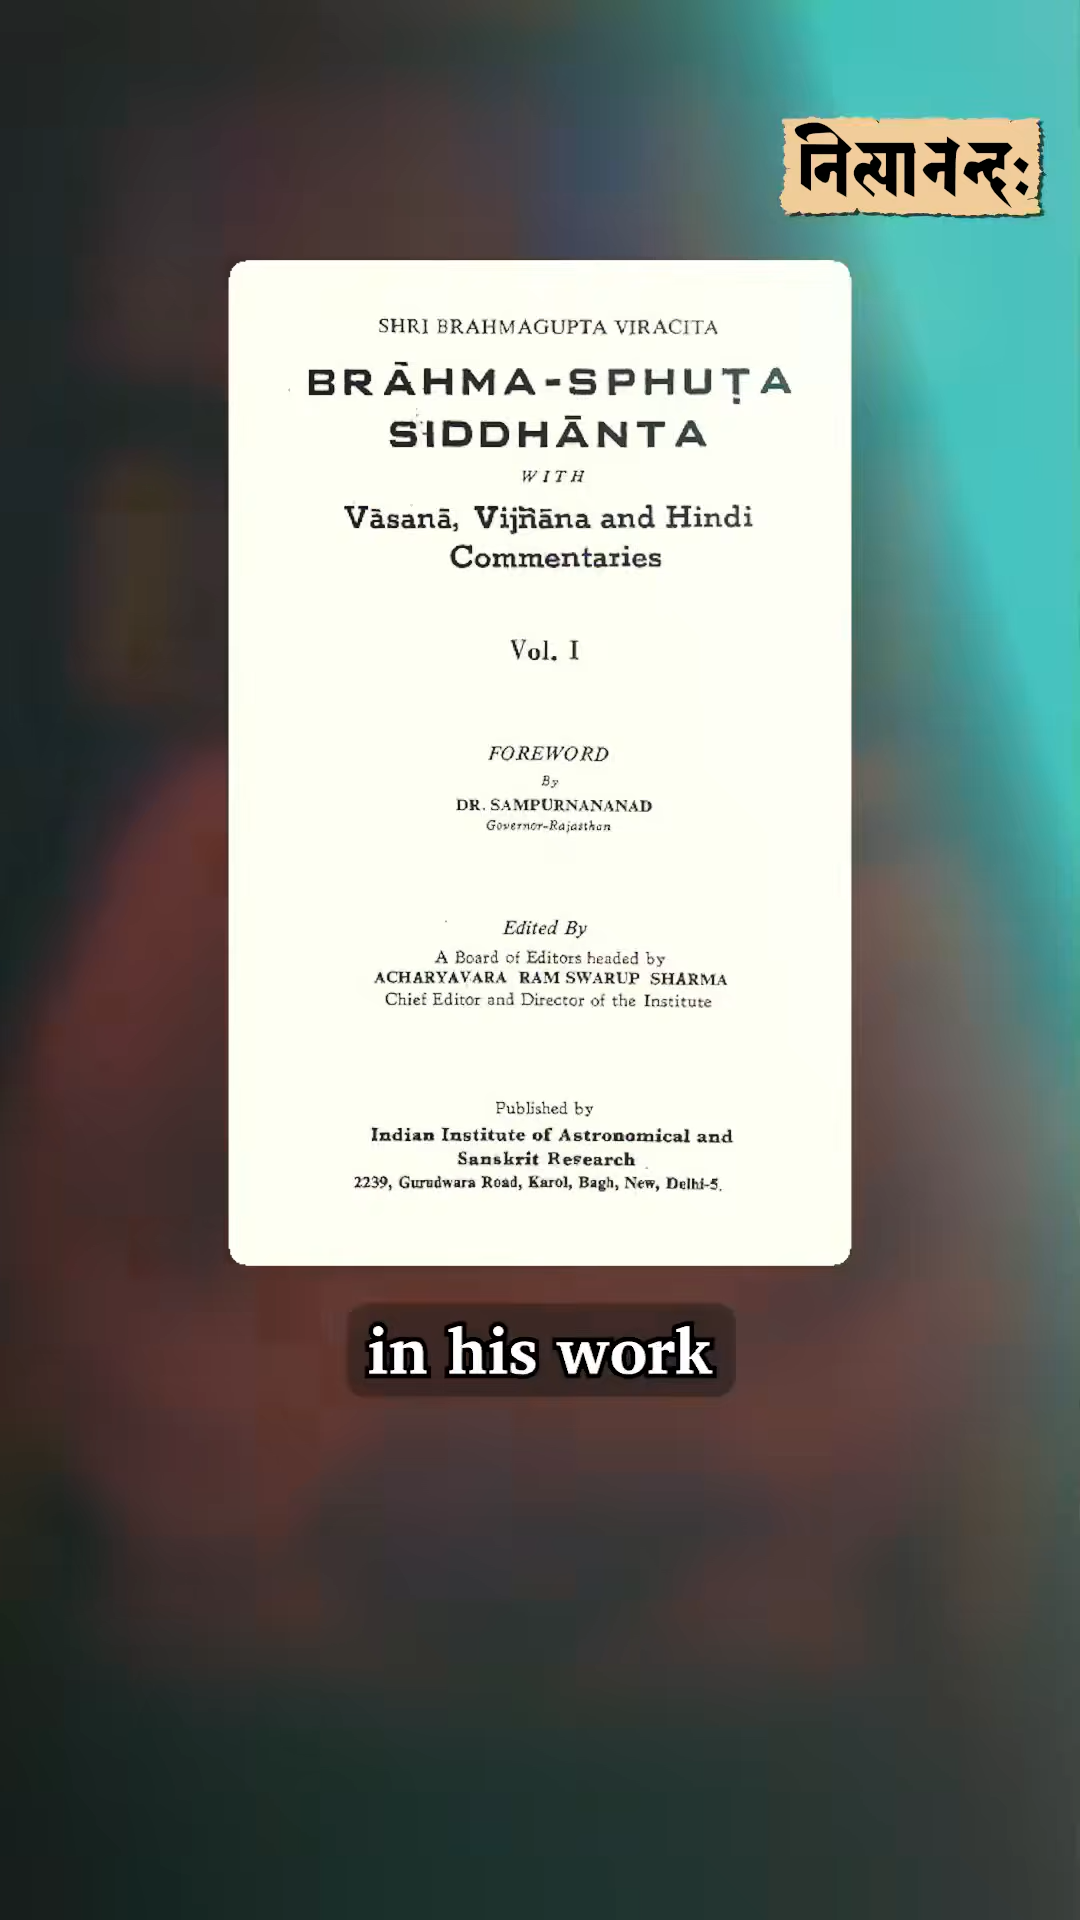 नित्यानन्दः
SHRI BRAHMAGUPTA VIRACITA
BRĀHMA-SPHUṬA
SIDDHĀNTA
WITH
Vāsanā, Vijñāna and Hindi
Commentaries
Vol. I
FOREWORD
By
DR. SAMPURNANANAD
Governor-Rajasthan
Edited By
A Board of Editors headed by
ACHARYAVARA RAM SWARUP SHARMA
Chief Editor and Director of the Institute
Published by
Indian Institute of Astronomical and
Sanskrit Research
2239, Gurudwara Road, Karol, Bagh, New, Delhi-5.
in his work